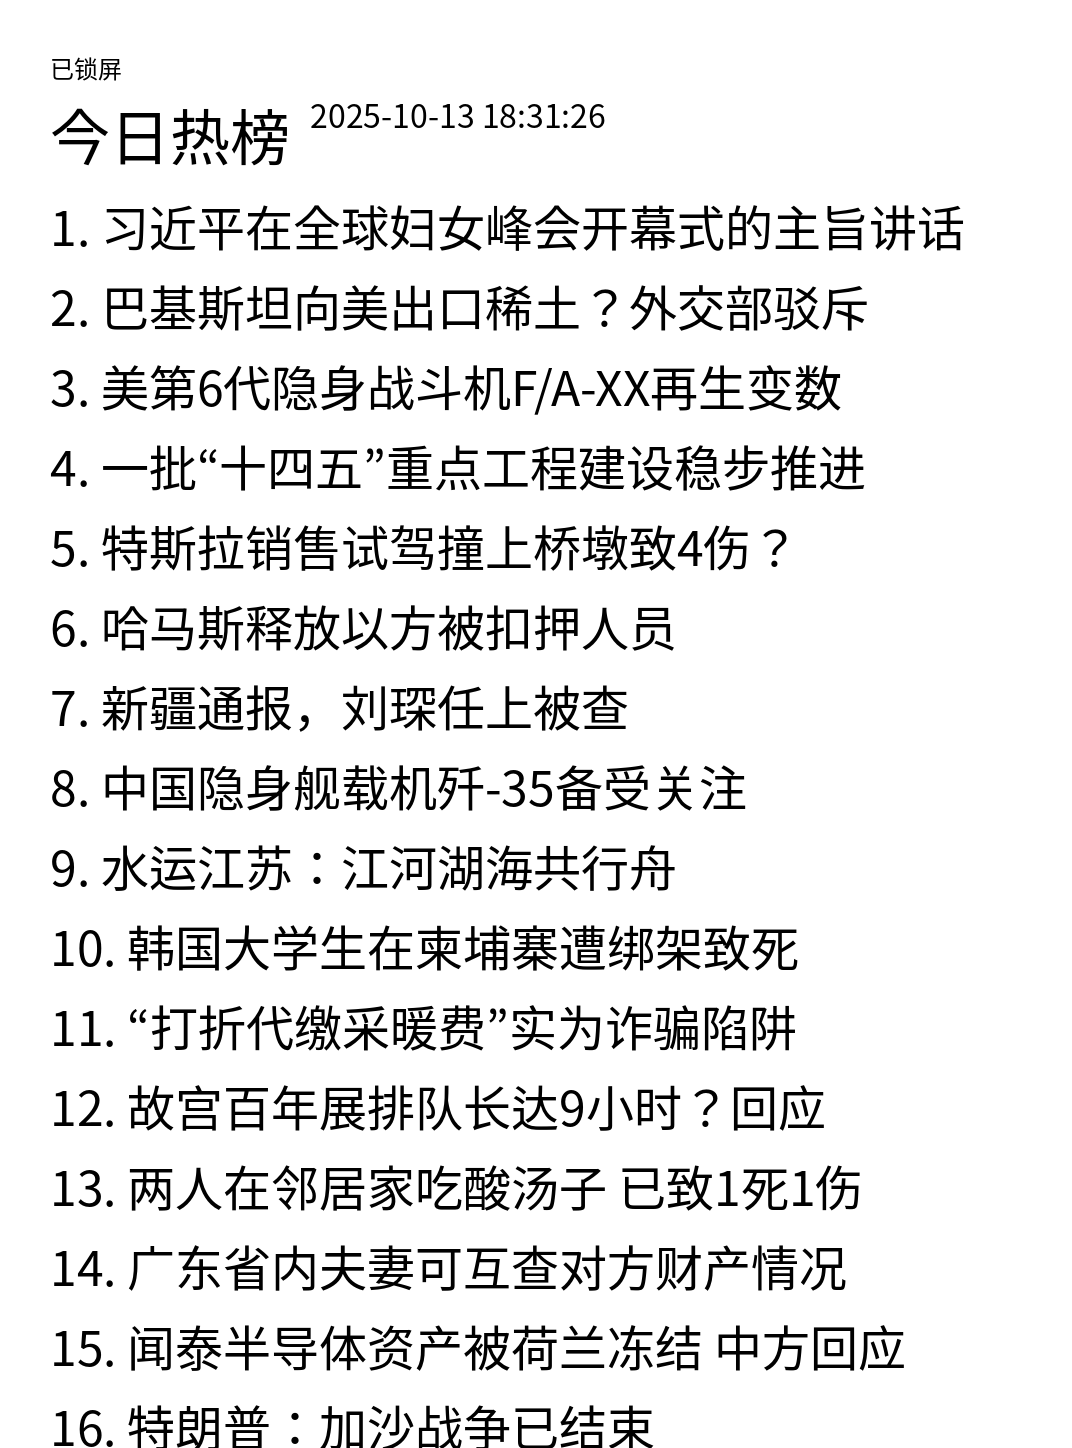 已锁屏
今日热榜 2025-10-13 18:31:26
1. 习近平在全球妇女峰会开幕式的主旨讲话
2. 巴基斯坦向美出口稀土？外交部驳斥
3. 美第6代隐身战斗机F/A-XX再生变数
4. 一批“十四五”重点工程建设稳步推进
5. 特斯拉销售试驾撞上桥墩致4伤？
6. 哈马斯释放以方被扣押人员
7. 新疆通报，刘琛任上被查
8. 中国隐身舰载机歼-35备受关注
9. 水运江苏：江河湖海共行舟
10. 韩国大学生在柬埔寨遭绑架致死
11. “打折代缴采暖费”实为诈骗陷阱
12. 故宫百年展排队长达9小时？回应
13. 两人在邻居家吃酸汤子 已致1死1伤
14. 广东省内夫妻可互查对方财产情况
15. 闻泰半导体资产被荷兰冻结 中方回应
16. 特朗普：加沙战争已结束